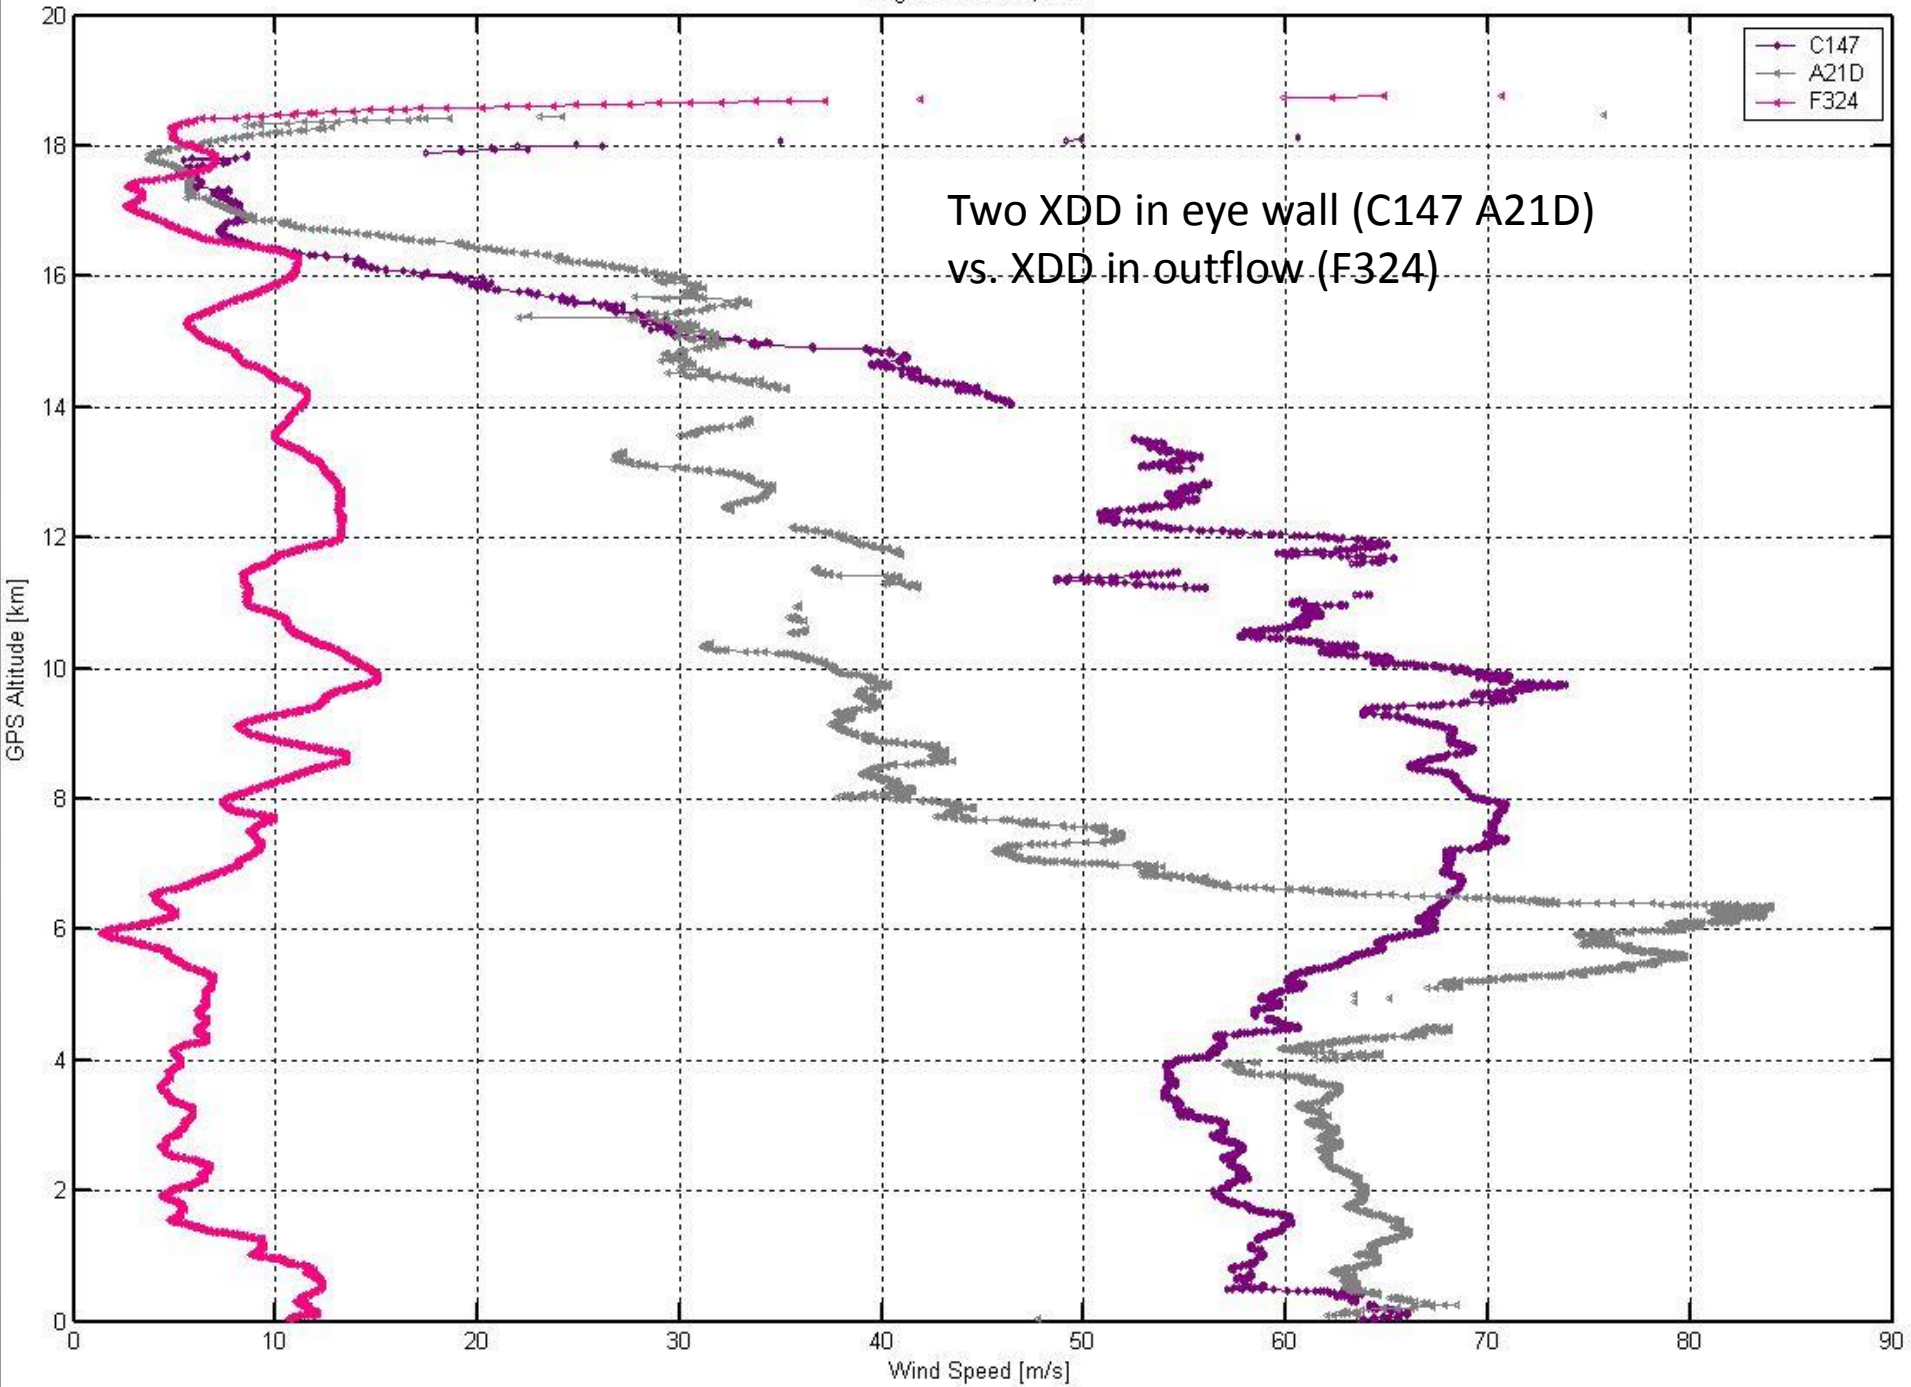 20
C147
A21D
F324
18
Two XDD in eye wall (C147 A21D)
vs. XDD in outflow (F324)
16
14
12
10
8
6
4
2
0
GPS Altitude [km]
0 10 20 30 40 50 60 70 80 90
Wind Speed [m/s]